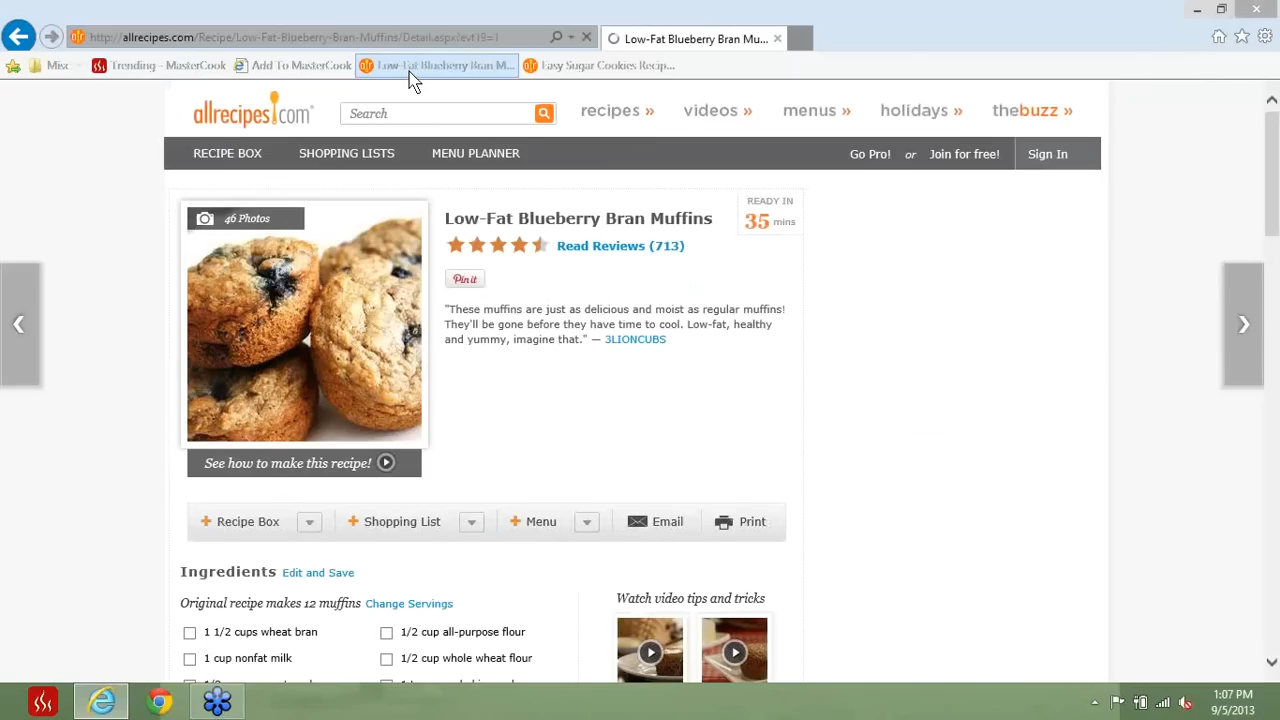 http://allrecipes.com/Recipe/Low-Fat-Blueberry-Bran-Muffins/Detail.aspx?evt19=1
Low-Fat Blueberry Bran Mu...
Misc
Trending - MasterCook
Add To MasterCook
Low-Fat Blueberry Bran M...
Easy Sugar Cookies Recip...
allrecipes.com
Search
recipes »
videos »
menus »
holidays »
thebuzz »
RECIPE BOX
SHOPPING LISTS
MENU PLANNER
Go Pro! or Join for free!
Sign In
46 Photos
Low-Fat Blueberry Bran Muffins
READY IN
35 mins
Read Reviews (713)
Pin it
"These muffins are just as delicious and moist as regular muffins!
They'll be gone before they have time to cool. Low-fat, healthy
and yummy, imagine that." — 3LIONCUBS
See how to make this recipe!
+ Recipe Box
+ Shopping List
+ Menu
Email
Print
Ingredients Edit and Save
Original recipe makes 12 muffins Change Servings
Watch video tips and tricks
1 1/2 cups wheat bran
1/2 cup all-purpose flour
1 cup nonfat milk
1/2 cup whole wheat flour
1:07 PM
9/5/2013